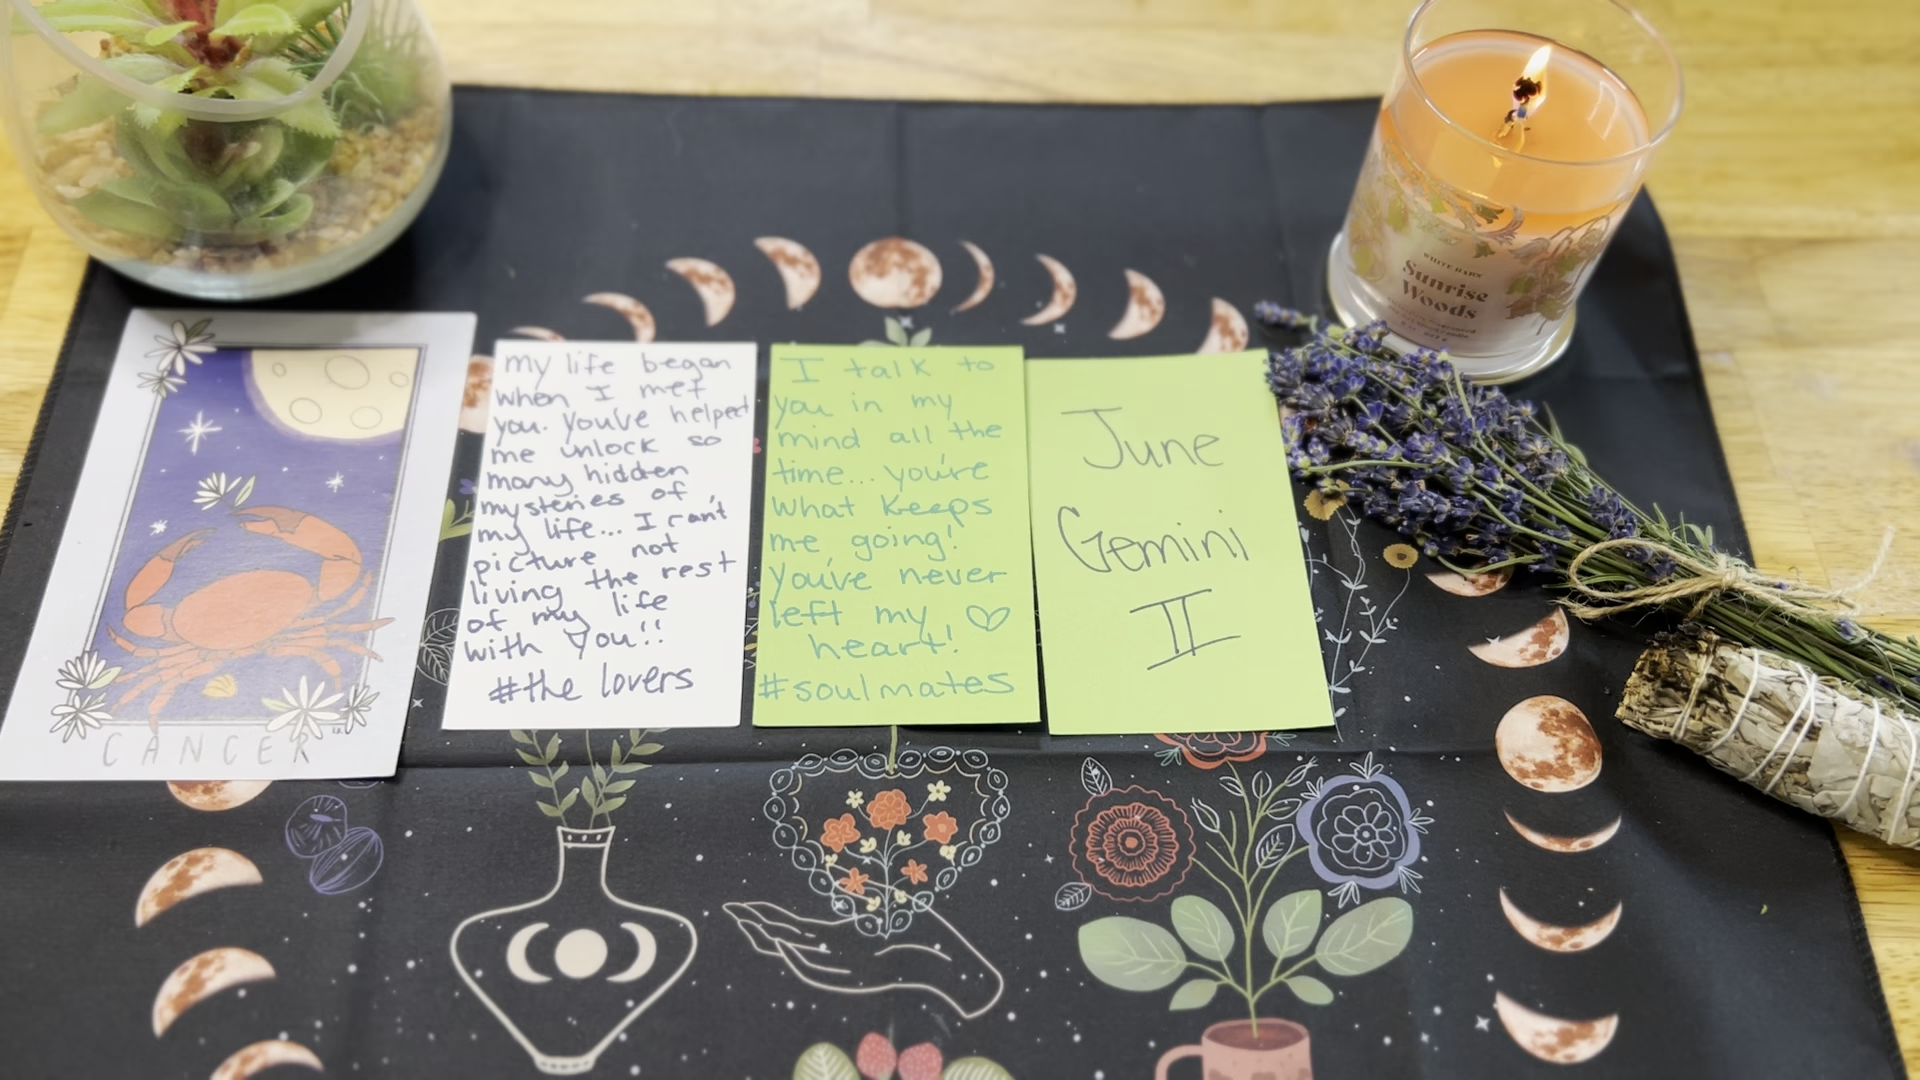 CANCER
my life began
when I met
you. You've helped
me unlock so
many hidden
mysteries of
my life... I can't
picture not
living the rest
of my life
with you!!
#the lovers
I talk to
you in my
mind all the
time... you're
what keeps
me going!
You've never
left my ♡
heart!
#soulmates
June
Gemini
II
WHITE BARN
Sunrise
Woods